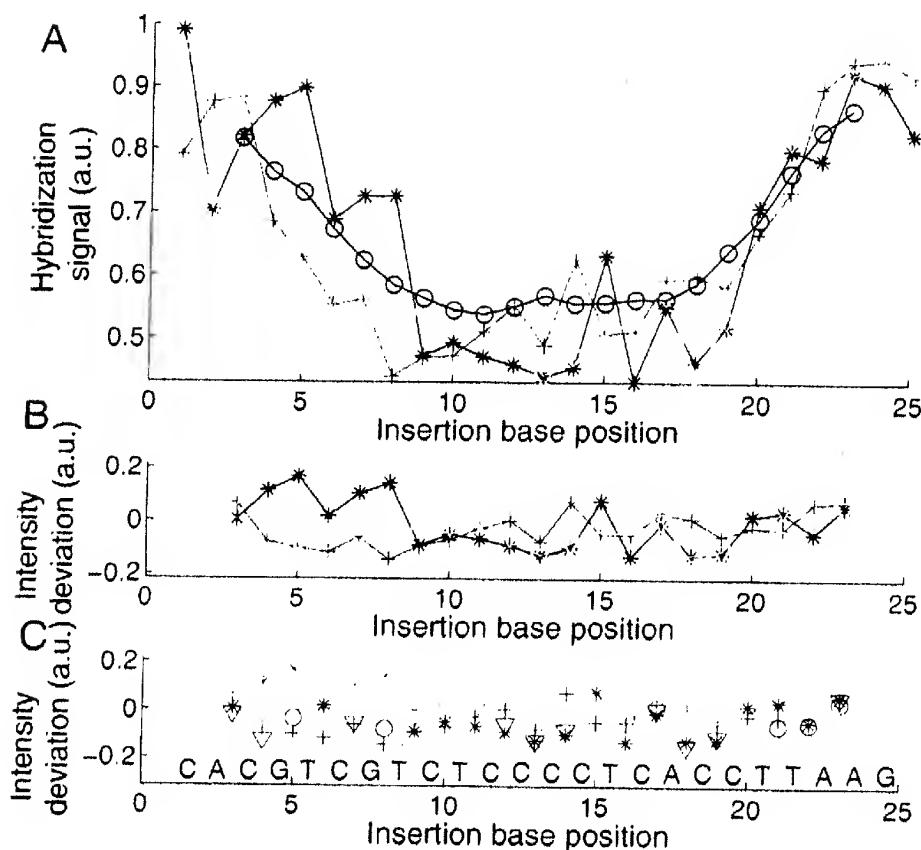 A
Hybridization
signal (a.u.)
1
0.9
0.8
0.7
0.6
0.5
0 5 10 15 20 25
Insertion base position
B
Intensity
deviation (a.u.)
0.2
0
−0.2
0 5 10 15 20 25
Insertion base position
C
Intensity
deviation (a.u.)
0.2
0
−0.2
C A C G T C G T C T C C C C T C A C C T T A A G
0 5 10 15 20 25
Insertion base position